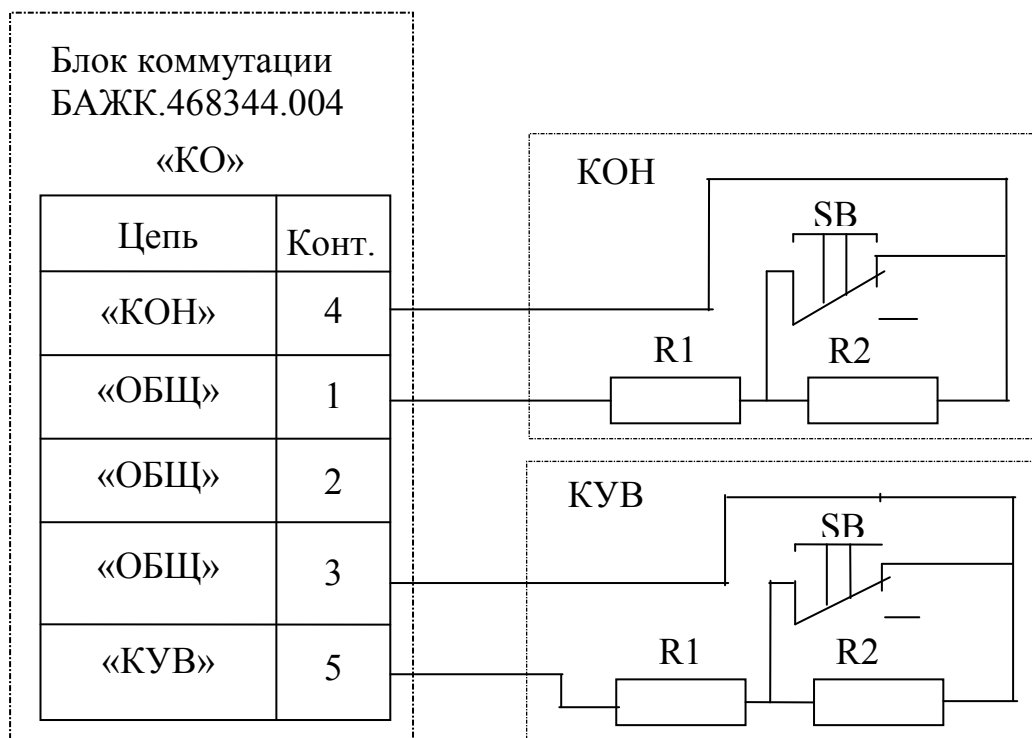 Блок коммутации
БАЖК.468344.004
«КО»
Цепь Конт.
«КОН» 4
«ОБЩ» 1
«ОБЩ» 2
«ОБЩ» 3
«КУВ» 5
КОН
SB
R1 R2
КУВ
SB
R1 R2